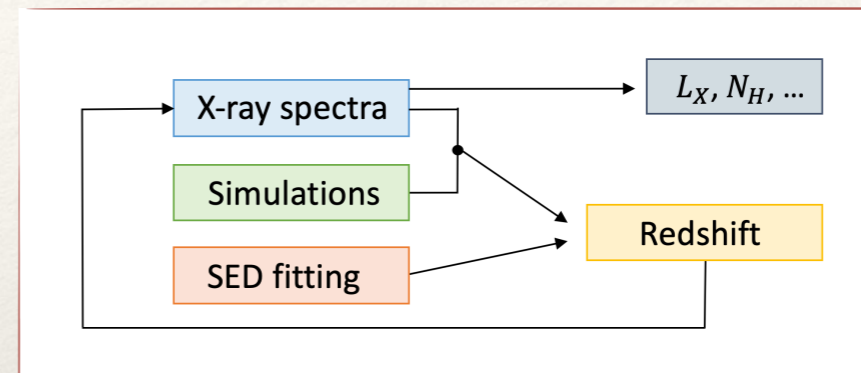 X-ray spectra
L_X, N_H, ...
Simulations
Redshift
SED fitting